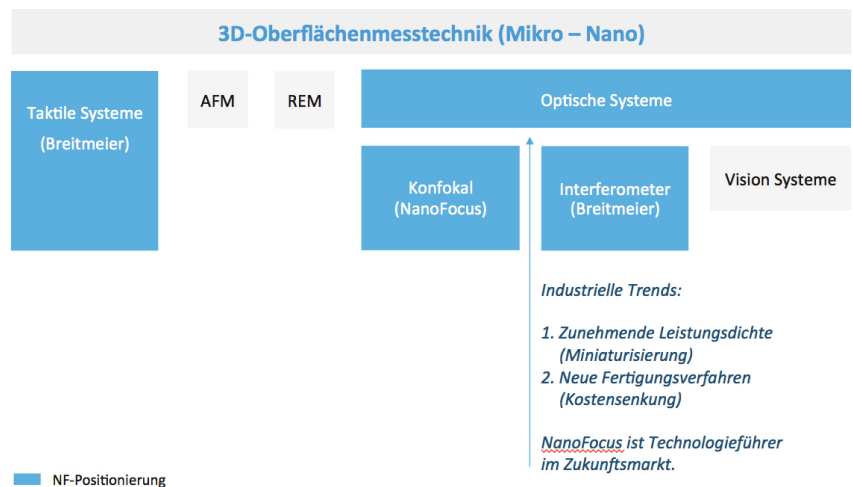 3D-Oberflächenmesstechnik (Mikro – Nano)
Taktile Systeme
(Breitmeier)
AFM
REM
Optische Systeme
Konfokal
(NanoFocus)
Interferometer
(Breitmeier)
Vision Systeme
Industrielle Trends:
1. Zunehmende Leistungsdichte
(Miniaturisierung)
2. Neue Fertigungsverfahren
(Kostensenkung)
NanoFocus ist Technologieführer
im Zukunftsmarkt.
NF-Positionierung